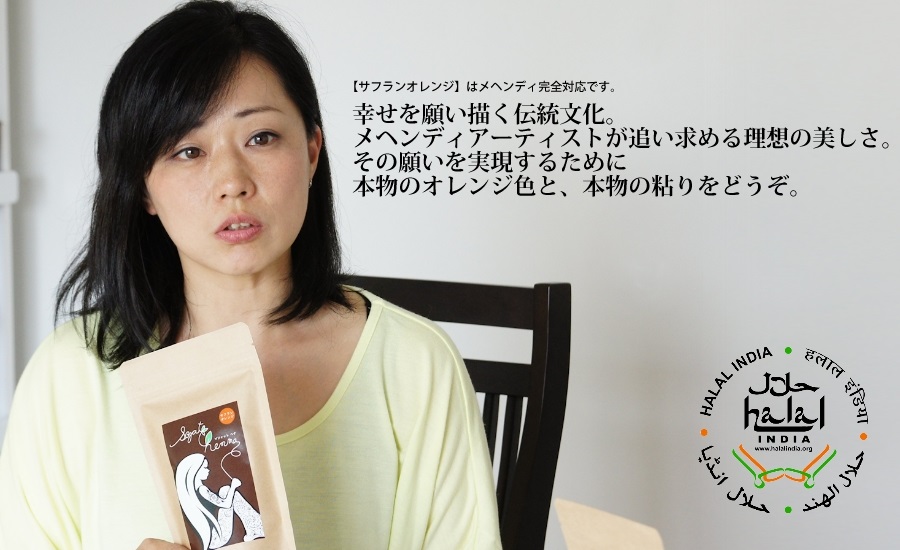 【サフランオレンジ】はメヘンディ完全対応です。
幸せを願い描く伝統文化。
メヘンディアーティストが追い求める理想の美しさ。
その願いを実現するために
本物のオレンジ色と、本物の粘りをどうぞ。
HALAL INDIA • हलाल इंडिया
حلال
halal
INDIA
www.halalindia.org
حلال انڈیا • حلال الهند
henna